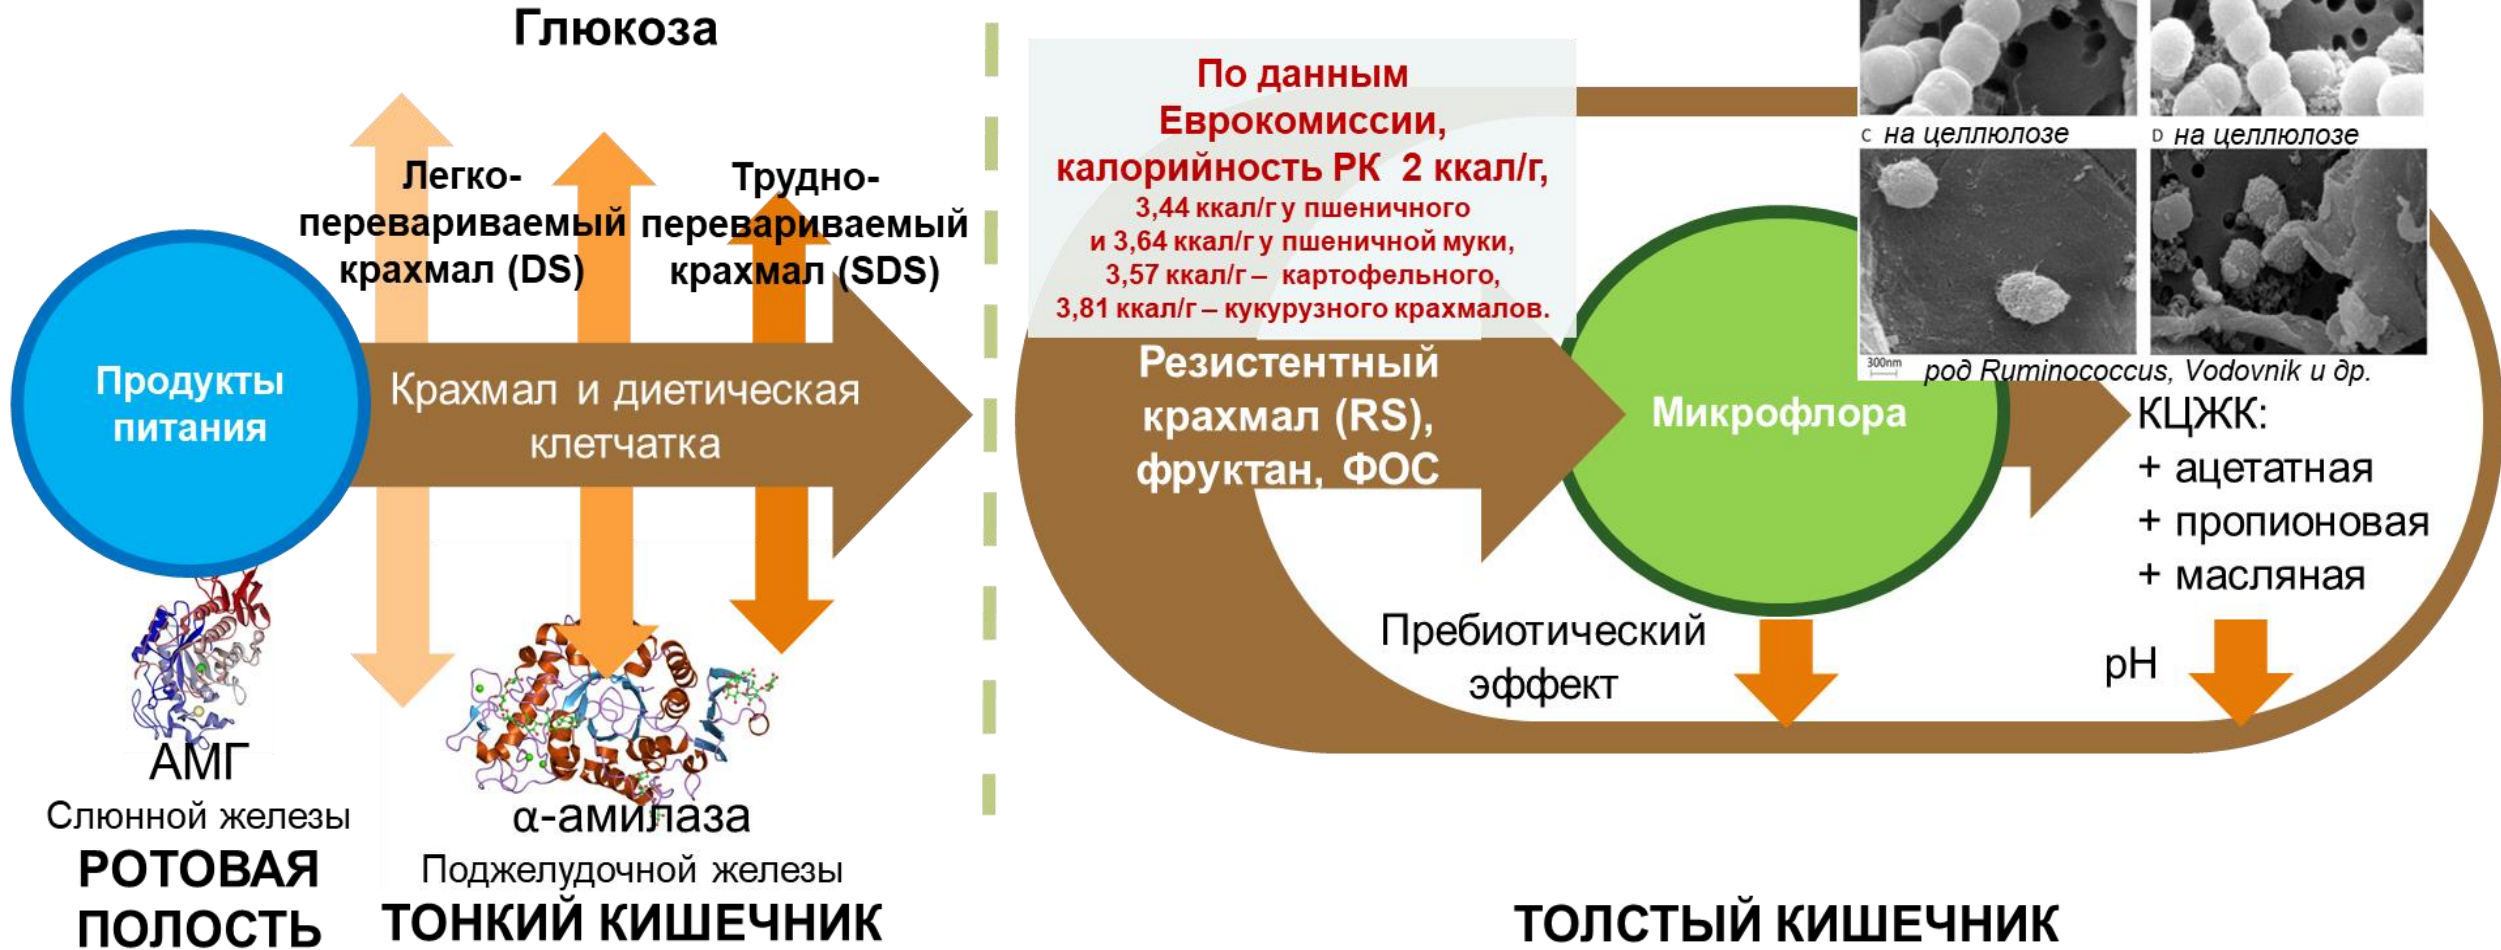 Глюкоза
Легко-
перевариваемый
крахмал (DS)
Трудно-
перевариваемый
крахмал (SDS)
Продукты
питания
Крахмал и диетическая
клетчатка
АМГ
Слюнной железы
РОТОВАЯ
ПОЛОСТЬ
α-амилаза
Поджелудочной железы
ТОНКИЙ КИШЕЧНИК
По данным
Еврокомиссии,
калорийность РК 2 ккал/г,
3,44 ккал/г у пшеничного
и 3,64 ккал/г у пшеничной муки,
3,57 ккал/г – картофельного,
3,81 ккал/г – кукурузного крахмалов.
Резистентный
крахмал (RS),
фруктан, ФОС
Микрофлора
C на целлюлозе
D на целлюлозе
300nm
род Ruminococcus, Vodovnik и др.
КЦЖК:
+ ацетатная
+ пропионовая
+ масляная
Пребиотический
эффект
pH
ТОЛСТЫЙ КИШЕЧНИК